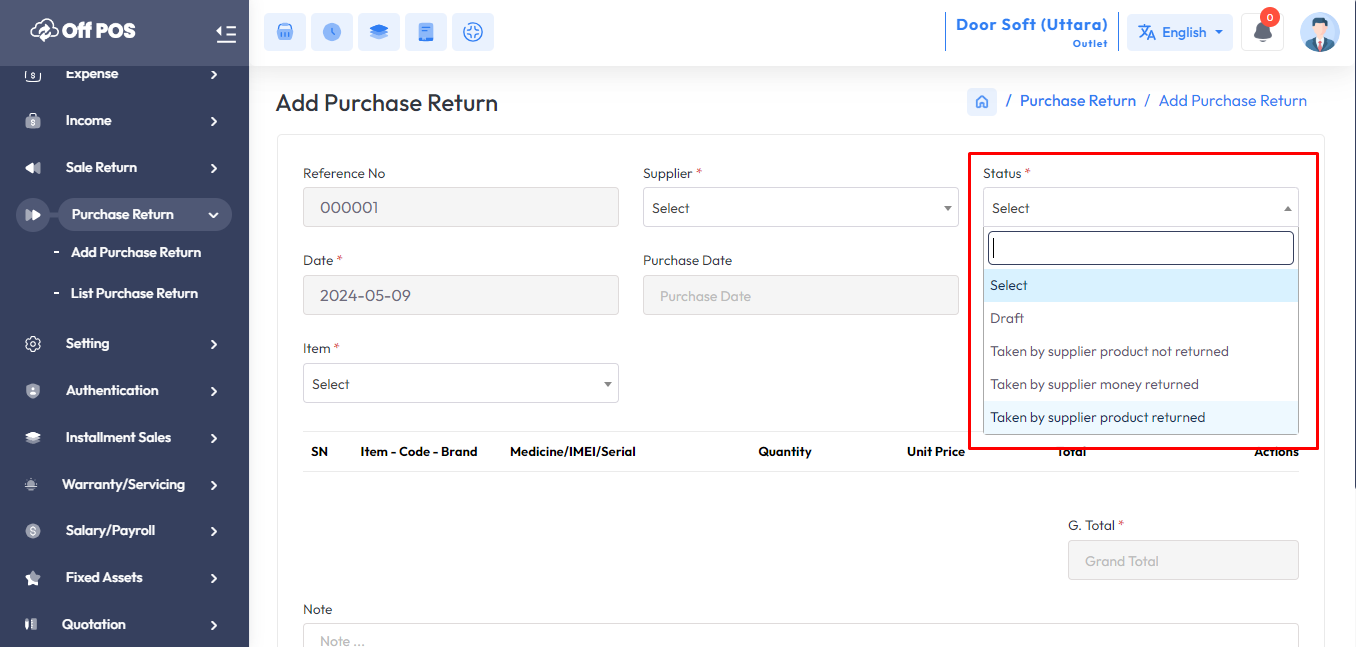 Off POS
Door Soft (Uttara)
Outlet
English
0
Expense
Income
Sale Return
Purchase Return
Add Purchase Return
List Purchase Return
Setting
Authentication
Installment Sales
Warranty/Servicing
Salary/Payroll
Fixed Assets
Quotation
Add Purchase Return
/ Purchase Return / Add Purchase Return
Reference No
000001
Supplier *
Select
Status *
Select
Select
Draft
Taken by supplier product not returned
Taken by supplier money returned
Taken by supplier product returned
Date *
2024-05-09
Purchase Date
Purchase Date
Item *
Select
SN Item - Code - Brand Medicine/IMEI/Serial Quantity Unit Price Total Actions
G. Total *
Grand Total
Note
Note ...